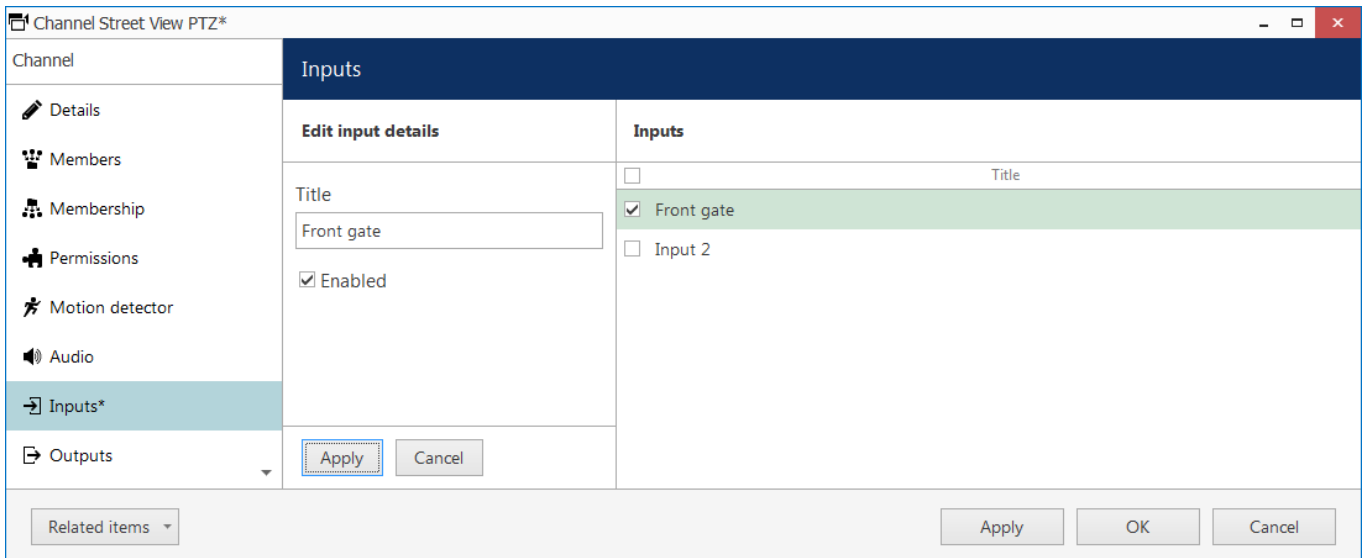 Channel Street View PTZ*
Channel
Details
Members
Membership
Permissions
Motion detector
Audio
Inputs*
Outputs
Inputs
Edit input details
Title
Front gate
Enabled
Apply Cancel
Inputs
Title
Front gate
Input 2
Related items
Apply OK Cancel